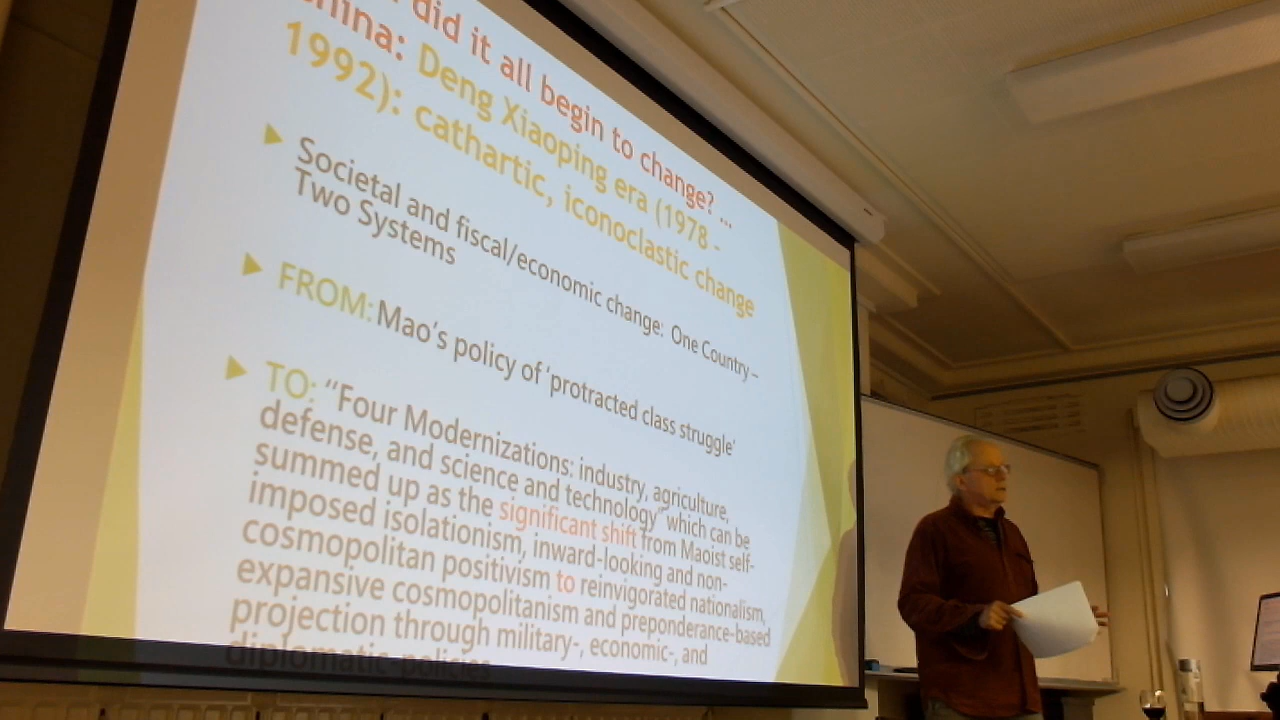 did it all begin to change? ...
China: Deng Xiaoping era (1978 -
1992): cathartic, iconoclastic change
Societal and fiscal/economic change: One Country –
Two Systems
FROM: Mao's policy of 'protracted class struggle'
TO: “Four Modernizations: industry, agriculture,
defense, and science and technology” which can be
summed up as the significant shift from Maoist self-
imposed isolationism, inward-looking and non-
cosmopolitan positivism to reinvigorated nationalism,
expansive cosmopolitanism and preponderance-based
projection through military-, economic-, and
diplomatic-policies